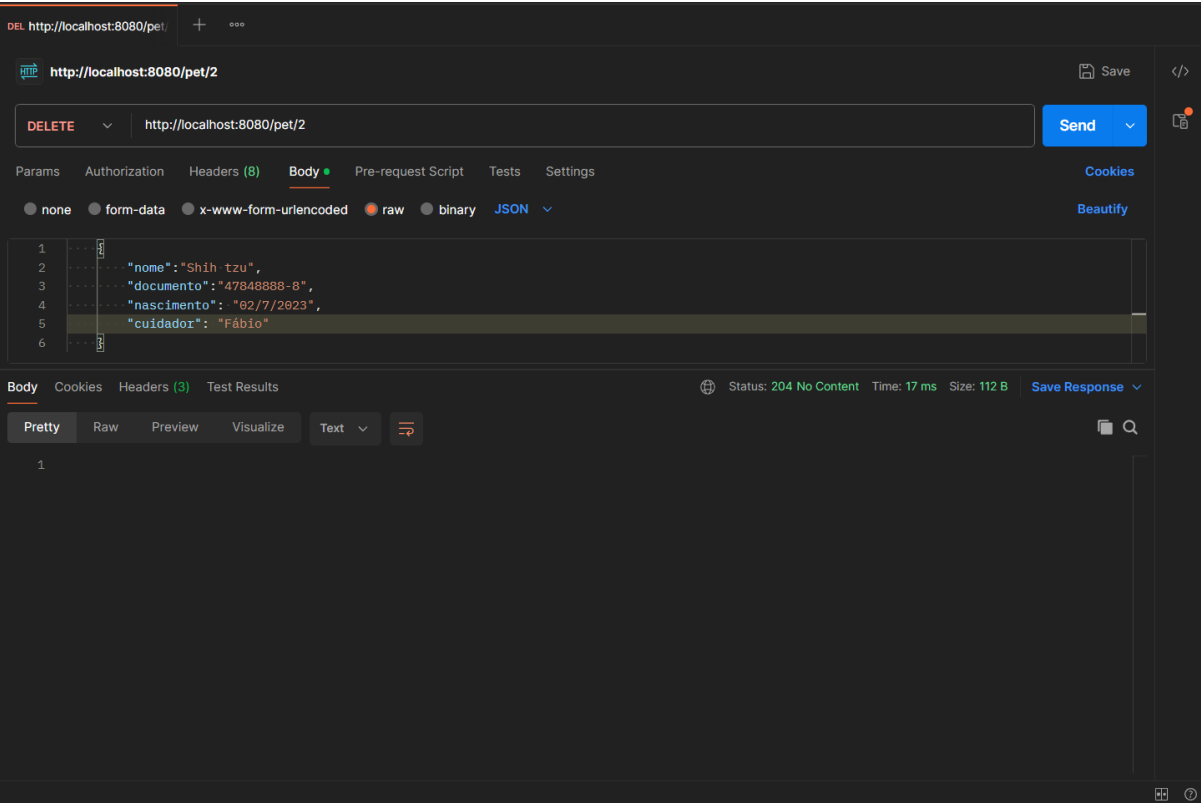 DEL http://localhost:8080/pet/
HTTP http://localhost:8080/pet/2 Save
DELETE http://localhost:8080/pet/2 Send
Params Authorization Headers (8) Body Pre-request Script Tests Settings Cookies
none form-data x-www-form-urlencoded raw binary JSON Beautify
1 {
2 "nome":"Shih tzu",
3 "documento":"47848888-8",
4 "nascimento": "02/7/2023",
5 "cuidador": "Fábio"
6 }
Body Cookies Headers (3) Test Results Status: 204 No Content Time: 17 ms Size: 112 B Save Response
Pretty Raw Preview Visualize Text
1